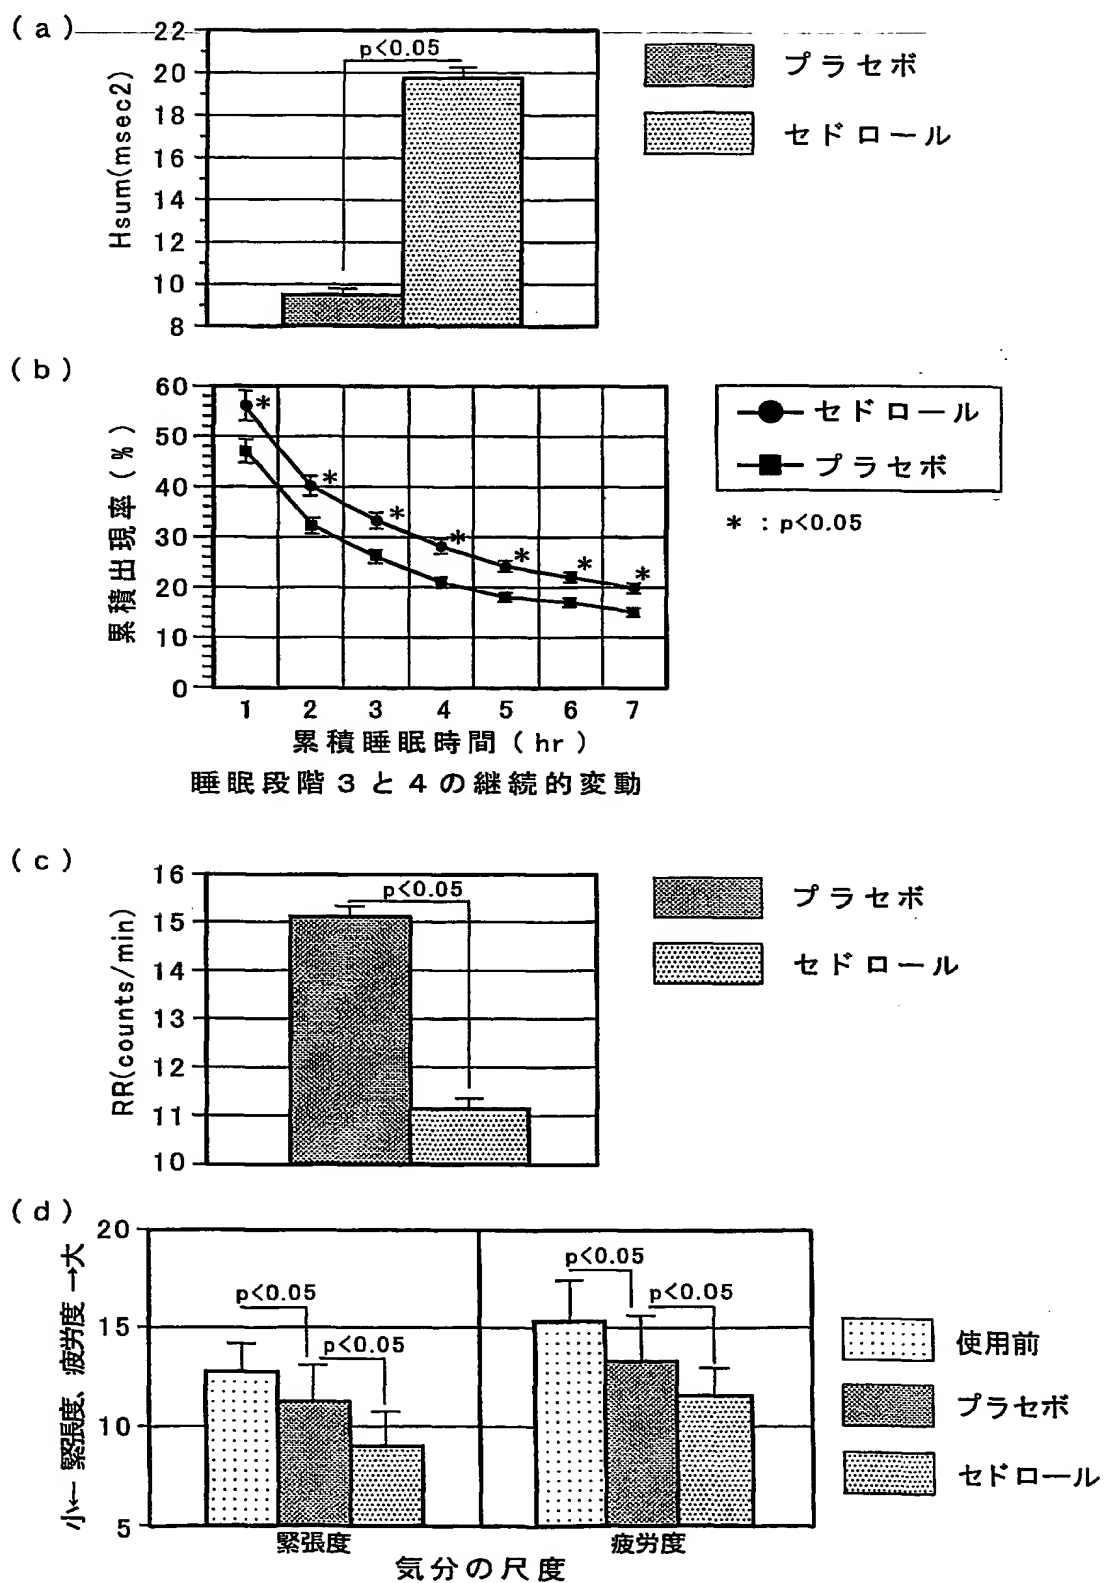 (a)
22
20
18
16
14
12
10
8
Hsum(msec2)
p<0.05
プラセボ
セドロール
(b)
60
50
40
30
20
10
0
累積出現率(%)
*
*
*
*
*
*
*
1 2 3 4 5 6 7
累積睡眠時間(hr)
睡眠段階3と4の継続的変動
セドロール
プラセボ
* : p<0.05
(c)
16
15
14
13
12
11
10
RR(counts/min)
p<0.05
プラセボ
セドロール
(d)
20
15
10
5
小← 緊張度、疲労度 →大
p<0.05
p<0.05
p<0.05
p<0.05
緊張度 疲労度
気分の尺度
使用前
プラセボ
セドロール